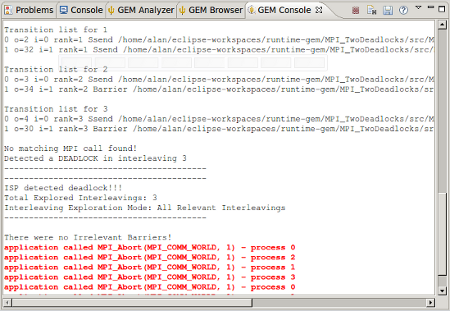 Problems Console GEM Analyzer GEM Browser GEM Console
Transition list for 1
0 o=2 i=0 rank=1 Ssend /home/alan/eclipse-workspaces/runtime-gem/MPI_TwoDeadlocks/src/M
1 o=32 i=1 rank=1 Ssend /home/alan/eclipse-workspaces/runtime-gem/MPI_TwoDeadlocks/src/
Transition list for 2
0 o=3 i=0 rank=2 Ssend /home/alan/eclipse-workspaces/runtime-gem/MPI_TwoDeadlocks/src/M
1 o=34 i=1 rank=2 Barrier /home/alan/eclipse-workspaces/runtime-gem/MPI_TwoDeadlocks/sr
Transition list for 3
0 o=4 i=0 rank=3 Ssend /home/alan/eclipse-workspaces/runtime-gem/MPI_TwoDeadlocks/src/M
1 o=30 i=1 rank=3 Barrier /home/alan/eclipse-workspaces/runtime-gem/MPI_TwoDeadlocks/sr
No matching MPI call found!
Detected a DEADLOCK in interleaving 3
----------------------------------------
----------------------------------------
ISP detected deadlock!!!
Total Explored Interleavings: 3
Interleaving Exploration Mode: All Relevant Interleavings
----------------------------------------
There were no Irrelevant Barriers!
application called MPI_Abort(MPI_COMM_WORLD, 1) - process 0
application called MPI_Abort(MPI_COMM_WORLD, 1) - process 2
application called MPI_Abort(MPI_COMM_WORLD, 1) - process 1
application called MPI_Abort(MPI_COMM_WORLD, 1) - process 3
application called MPI_Abort(MPI_COMM_WORLD, 1) - process 0